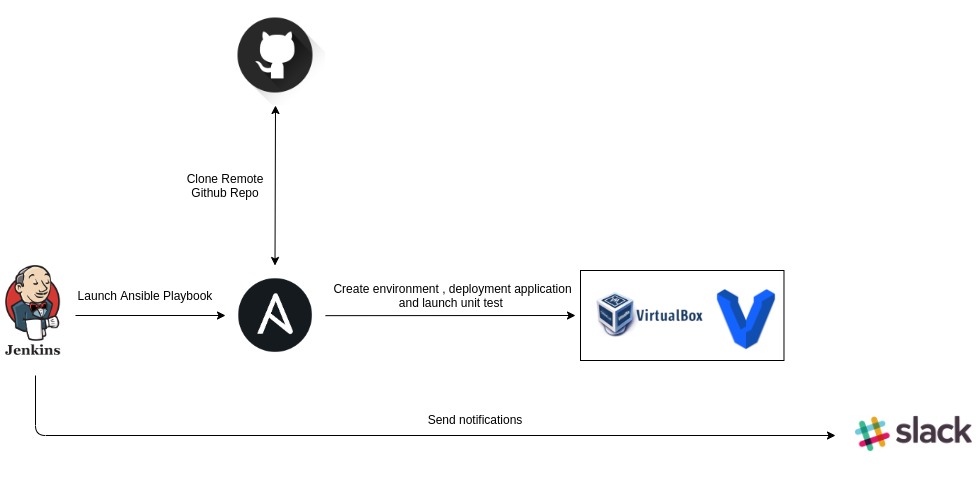 Clone Remote
Github Repo
Launch Ansible Playbook
Create environment , deployment application
and launch unit test
VirtualBox
Jenkins
Send notifications
slack